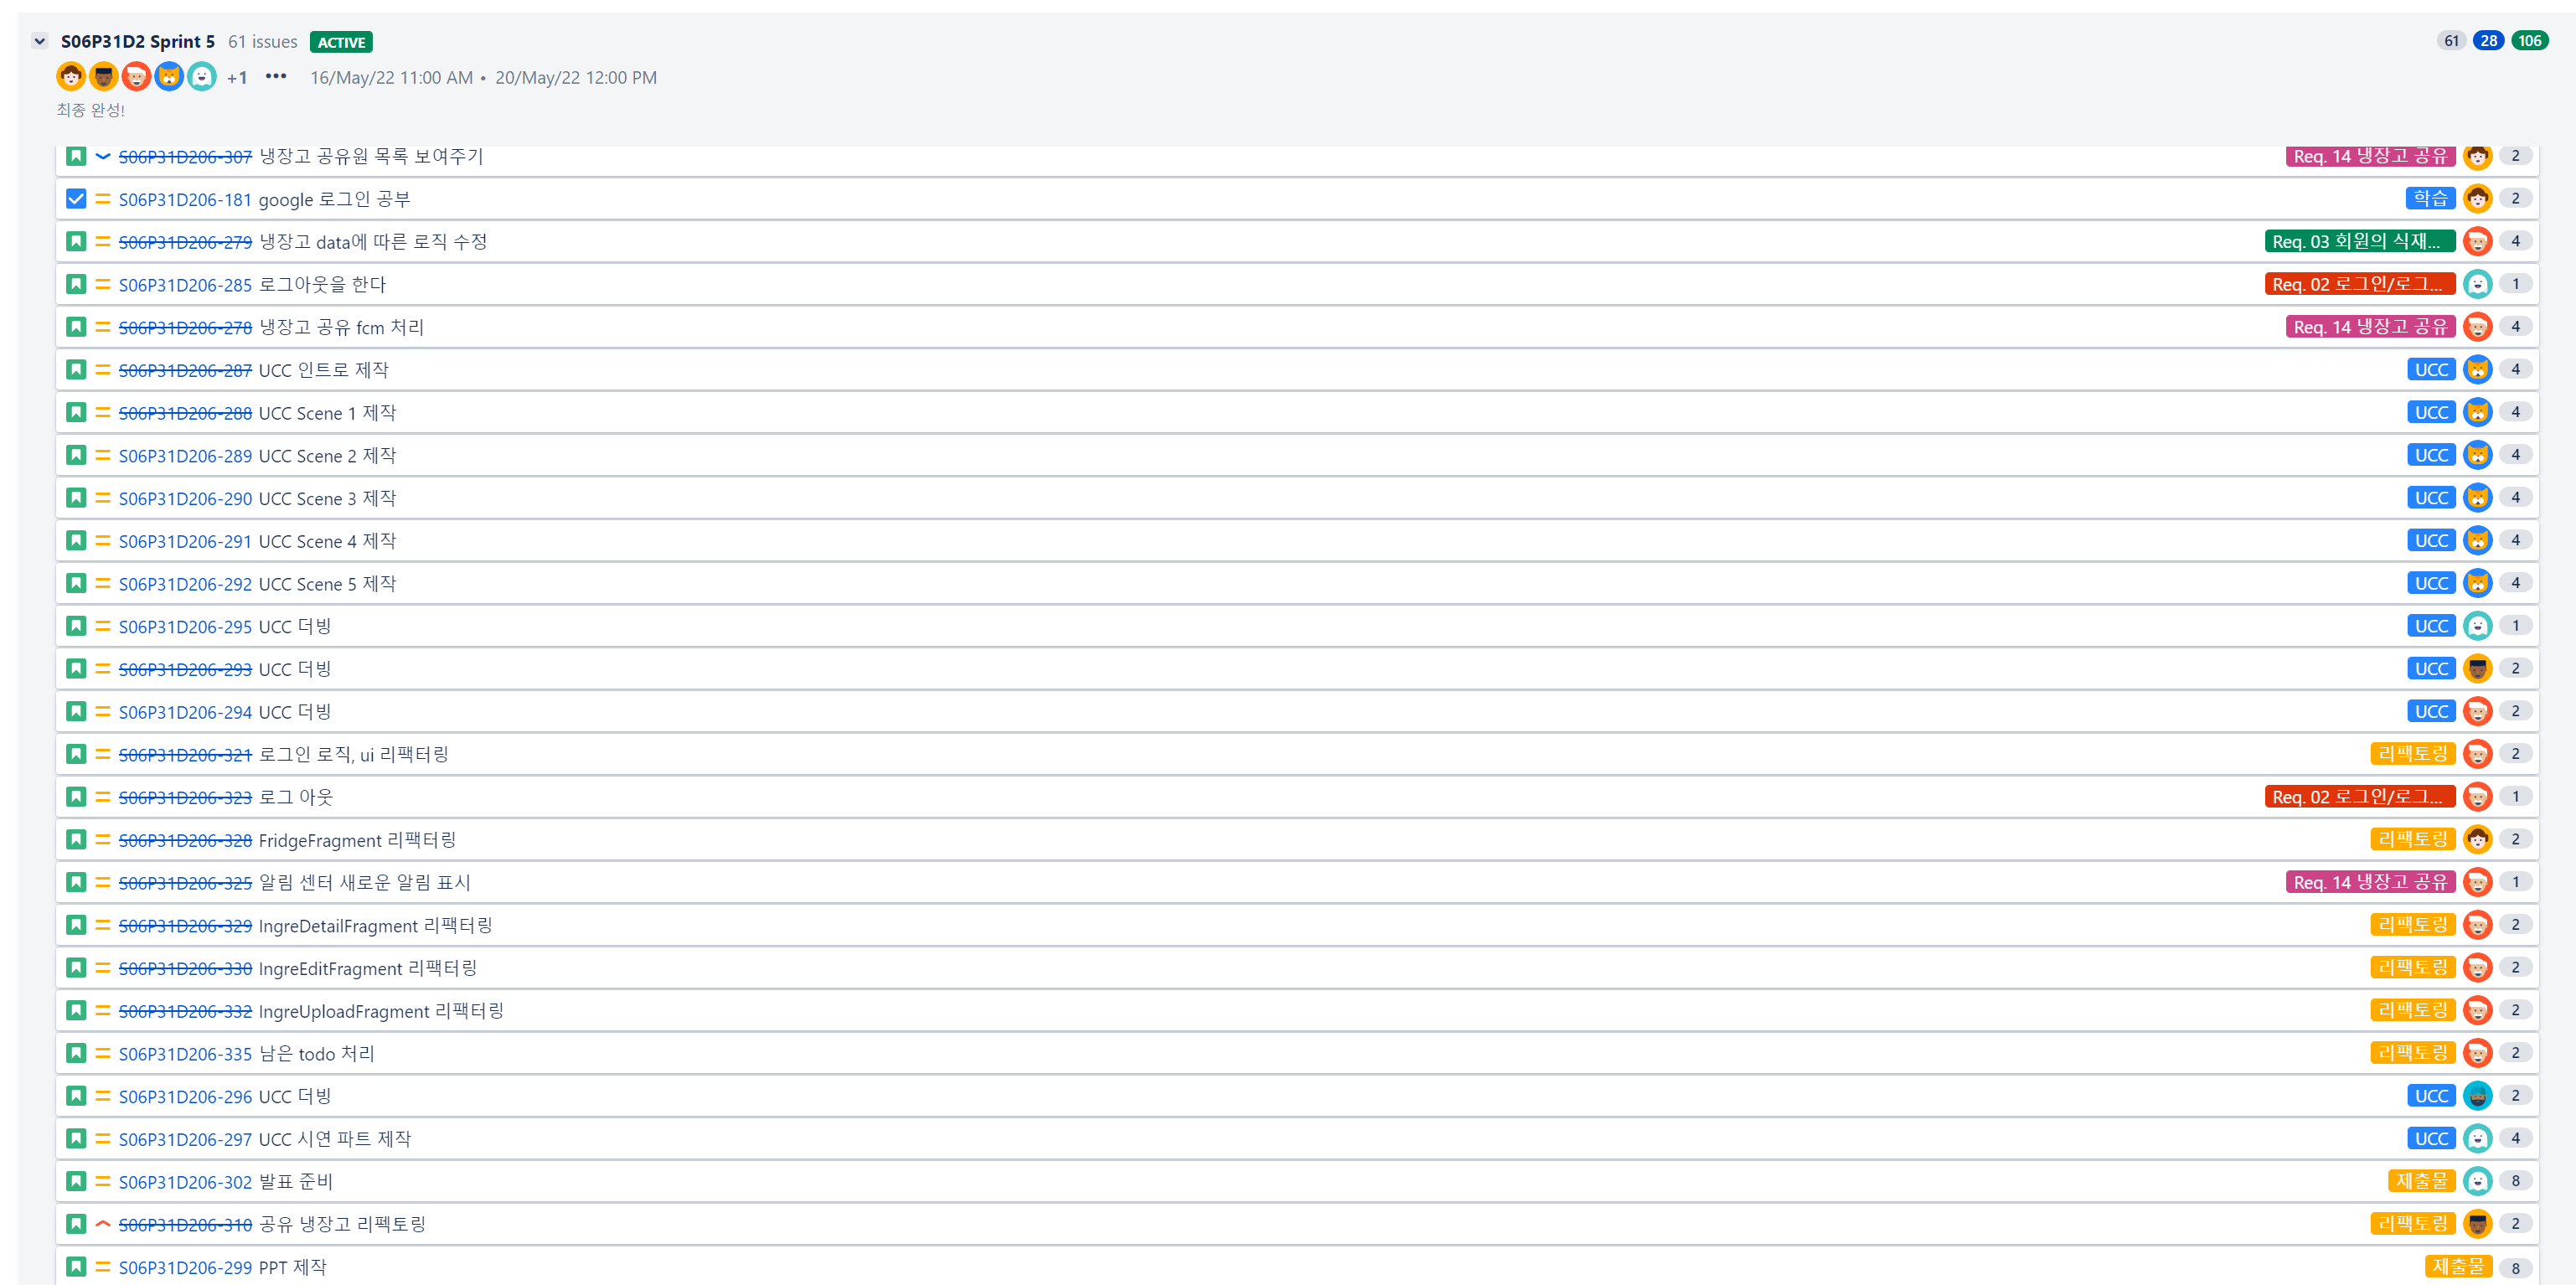 S06P31D2 Sprint 5 61 issues ACTIVE 61 28 106
+1 ••• 16/May/22 11:00 AM • 20/May/22 12:00 PM
최종 완성!
S06P31D206-307 냉장고 공유원 목록 보여주기 Req. 14 냉장고 공유 2
S06P31D206-181 google 로그인 공부 학습 2
S06P31D206-279 냉장고 data에 따른 로직 수정 Req. 03 회원의 식재... 4
S06P31D206-285 로그아웃을 한다 Req. 02 로그인/로그... 1
S06P31D206-278 냉장고 공유 fcm 처리 Req. 14 냉장고 공유 4
S06P31D206-287 UCC 인트로 제작 UCC 4
S06P31D206-288 UCC Scene 1 제작 UCC 4
S06P31D206-289 UCC Scene 2 제작 UCC 4
S06P31D206-290 UCC Scene 3 제작 UCC 4
S06P31D206-291 UCC Scene 4 제작 UCC 4
S06P31D206-292 UCC Scene 5 제작 UCC 4
S06P31D206-295 UCC 더빙 UCC 1
S06P31D206-293 UCC 더빙 UCC 2
S06P31D206-294 UCC 더빙 UCC 2
S06P31D206-321 로그인 로직, ui 리팩터링 리팩토링 2
S06P31D206-323 로그 아웃 Req. 02 로그인/로그... 1
S06P31D206-328 FridgeFragment 리팩터링 리팩토링 2
S06P31D206-325 알림 센터 새로운 알림 표시 Req. 14 냉장고 공유 1
S06P31D206-329 IngreDetailFragment 리팩터링 리팩토링 2
S06P31D206-330 IngreEditFragment 리팩터링 리팩토링 2
S06P31D206-332 IngreUploadFragment 리팩터링 리팩토링 2
S06P31D206-335 남은 todo 처리 리팩토링 2
S06P31D206-296 UCC 더빙 UCC 2
S06P31D206-297 UCC 시연 파트 제작 UCC 4
S06P31D206-302 발표 준비 제출물 8
S06P31D206-310 공유 냉장고 리펙토링 리팩토링 2
S06P31D206-299 PPT 제작 제출물 8